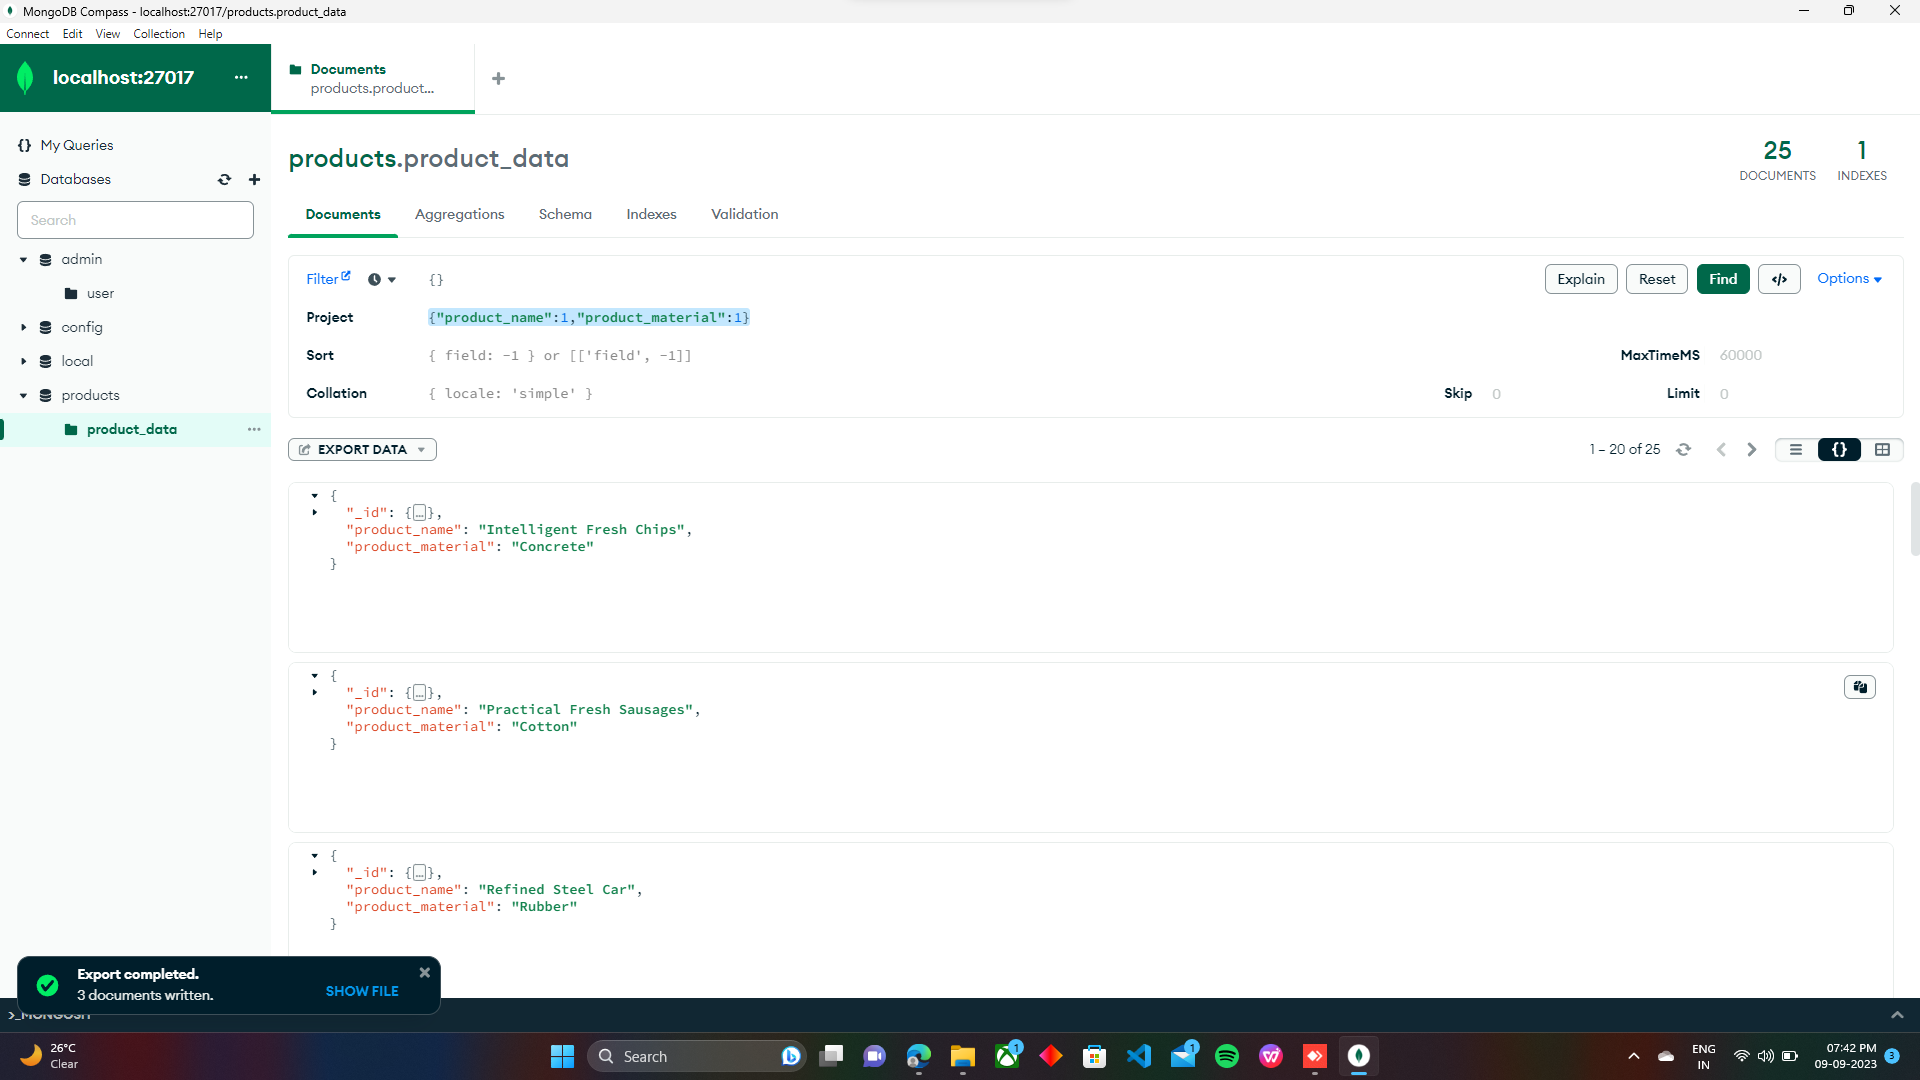 MongoDB Compass - localhost:27017/products.product_data
Connect Edit View Collection Help
localhost:27017 ...
Documents
products.product...
{} My Queries
Databases
Search
admin
user
config
local
products
product_data ...
products.product_data
25
DOCUMENTS
1
INDEXES
Documents Aggregations Schema Indexes Validation
Filter {} Explain Reset Find </> Options
Project {"product_name":1,"product_material":1}
Sort { field: -1 } or [['field', -1]] MaxTimeMS 60000
Collation { locale: 'simple' } Skip 0 Limit 0
EXPORT DATA 1 – 20 of 25 {}
{
"_id": {…},
"product_name": "Intelligent Fresh Chips",
"product_material": "Concrete"
}
{
"_id": {…},
"product_name": "Practical Fresh Sausages",
"product_material": "Cotton"
}
{
"_id": {…},
"product_name": "Refined Steel Car",
"product_material": "Rubber"
}
Export completed.
3 documents written. SHOW FILE
>_MONGOSH
26°C
Clear
Search
1
1
ENG
IN
07:42 PM
09-09-2023
3